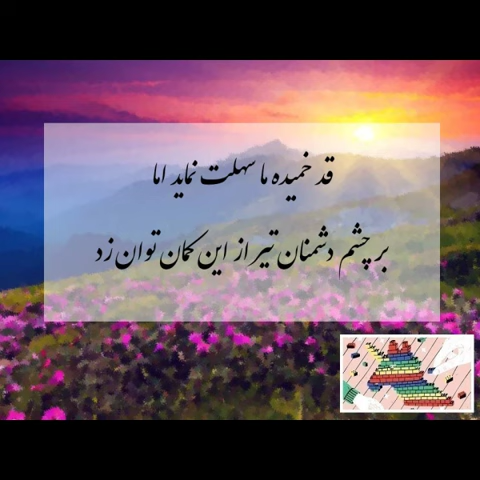 قد خمیده ما سهلت نماید اما
بر چشم دشمنان تیر از این کمان توان زد